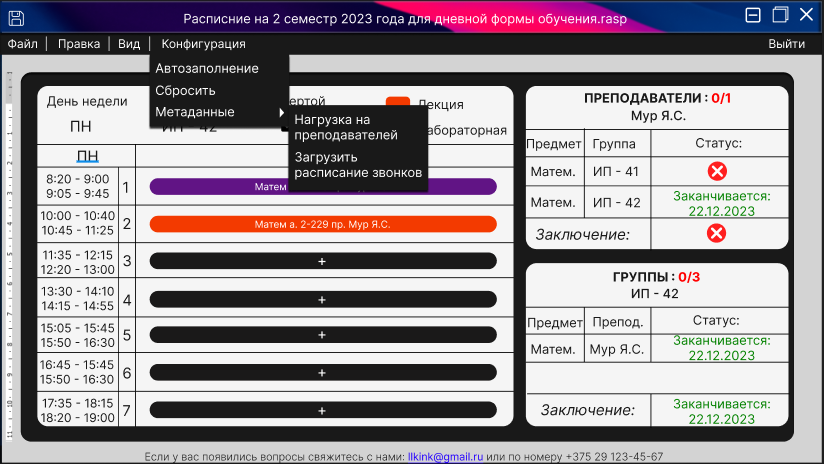 Расписние на 2 семестр 2023 года для дневной формы обучения.rasp
Файл | Правка | Вид | Конфигурация Выйти
Автозаполнение
Сбросить
Метаданные
Нагрузка на
преподавателей
Загрузить
расписание звонков
День недели
ПН
ИП - 42
Лекция
ПН
8:20 - 9:00
9:05 - 9:45
1
Матем
10:00 - 10:40
10:45 - 11:25
2
Матем а. 2-229 пр. Мур Я.С.
11:35 - 12:15
12:20 - 13:00
3
+
13:30 - 14:10
14:15 - 14:55
4
+
15:05 - 15:45
15:50 - 16:30
5
+
16:45 - 15:45
15:50 - 16:30
6
+
17:35 - 18:15
18:20 - 19:00
7
+
ПРЕПОДАВАТЕЛИ : 0/1
Мур Я.С.
Предмет Группа Статус:
Матем. ИП - 41
Матем. ИП - 42 Заканчивается:
22.12.2023
Заключение:
ГРУППЫ : 0/3
ИП - 42
Предмет Препод. Статус:
Матем. Мур Я.С. Заканчивается:
22.12.2023
Заключение: Заканчивается:
22.12.2023
Если у вас появились вопросы свяжитесь с нами: llkink@gmail.ru или по номеру +375 29 123-45-67